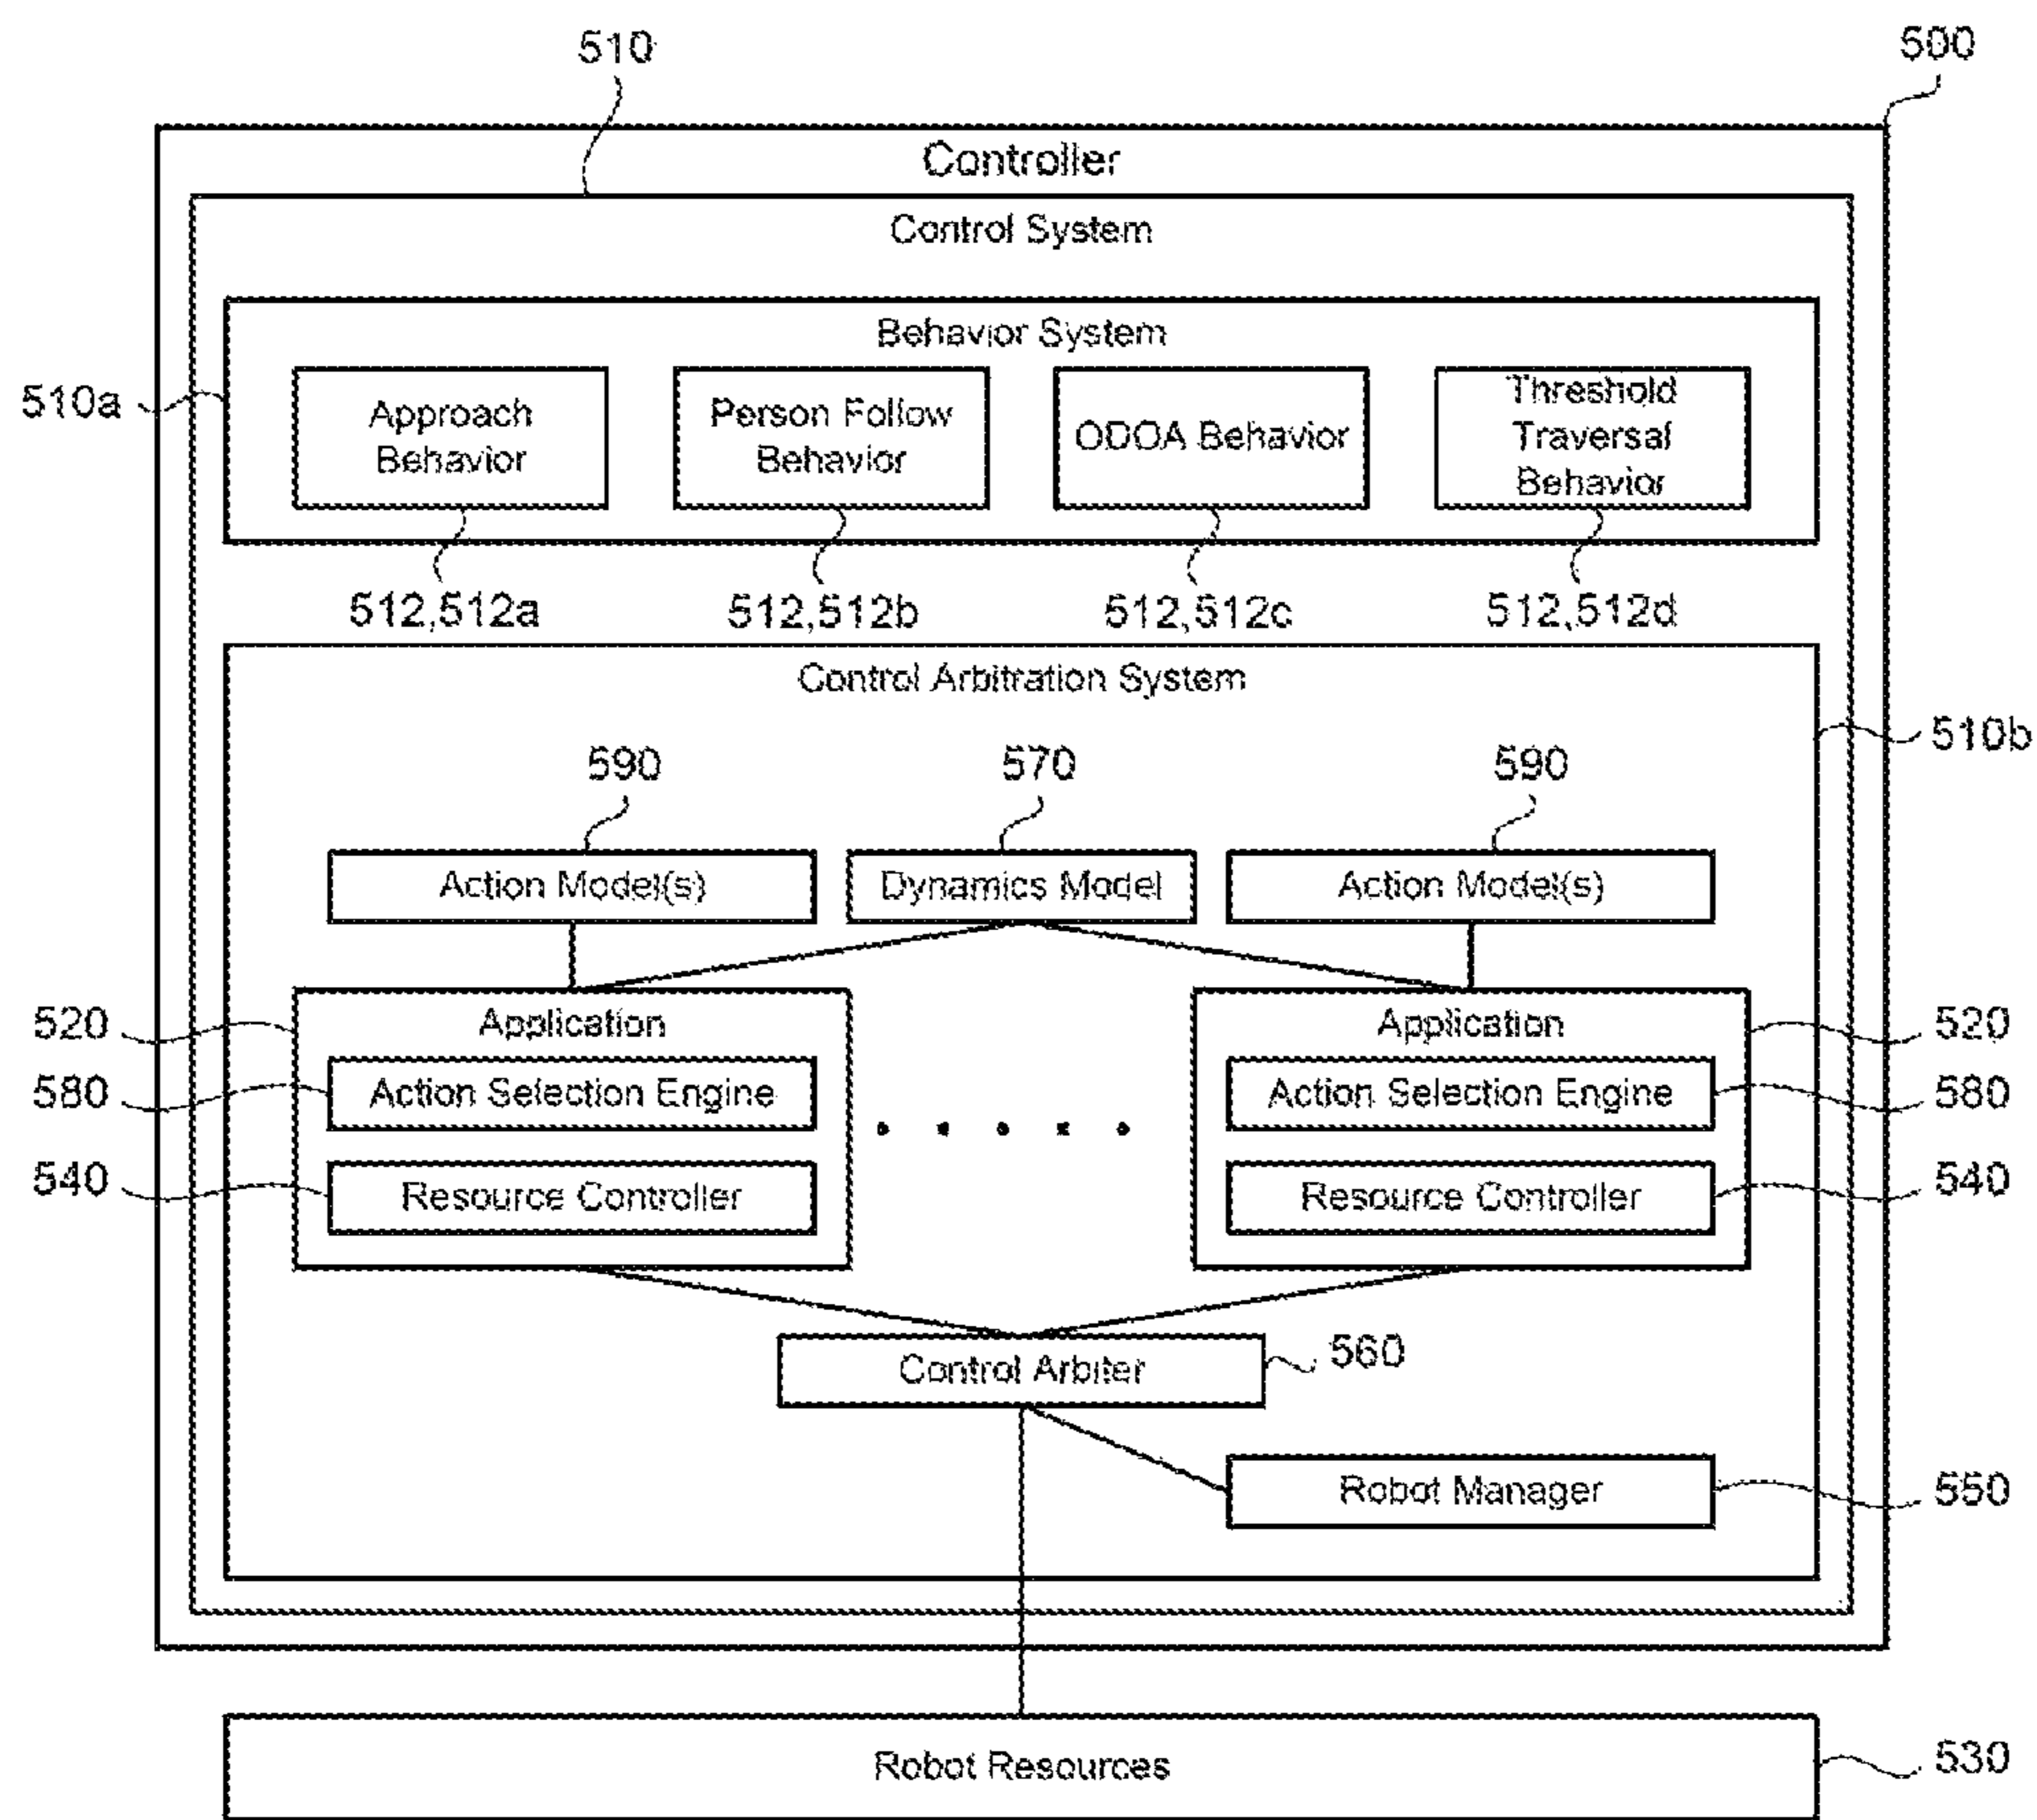 510
500
Controller
Control System
Behavior System
510a
Approach
Behavior
Person Follow
Behavior
ODOA Behavior
Threshold
Traversal
Behavior
512,512a
512,512b
512,512c
512,512d
Control Arbitration System
510b
590
570
590
Action Model(s)
Dynamics Model
Action Model(s)
520
Application
Application
520
580
Action Selection Engine
Action Selection Engine
580
540
Resource Controller
Resource Controller
540
Control Arbiter
560
Robot Manager
550
Robot Resources
530